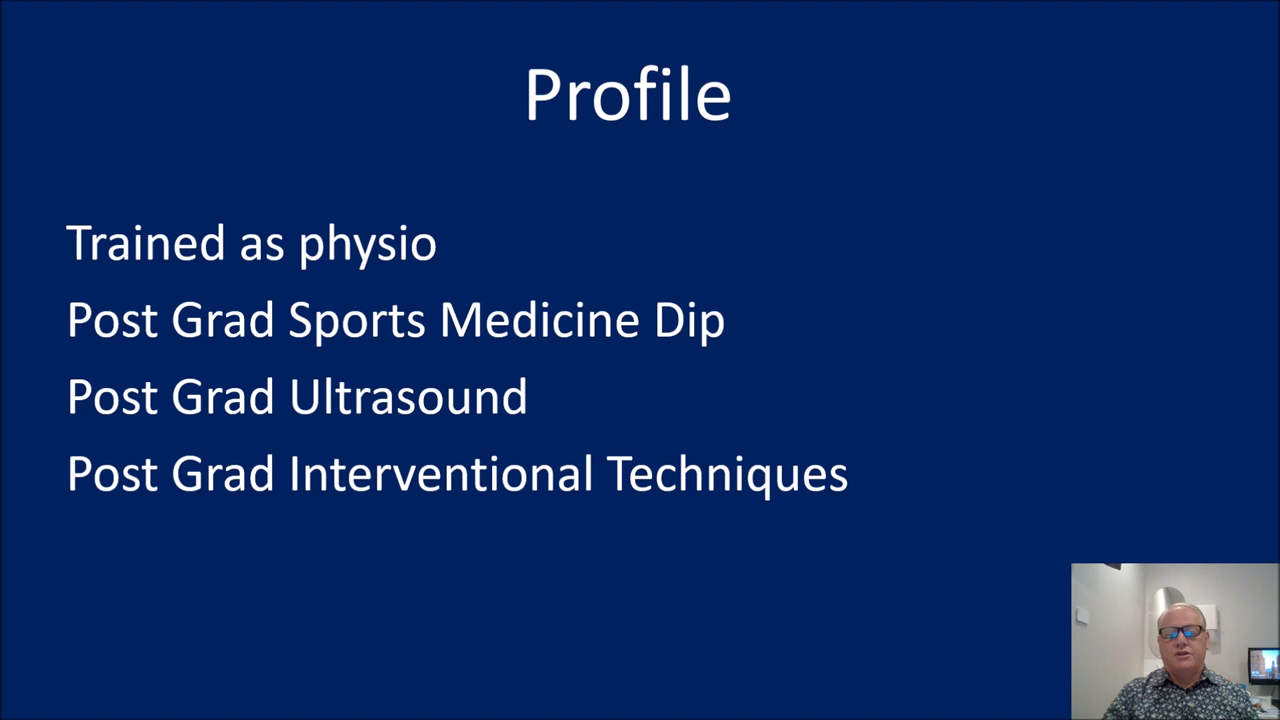 Profile
Trained as physio
Post Grad Sports Medicine Dip
Post Grad Ultrasound
Post Grad Interventional Techniques